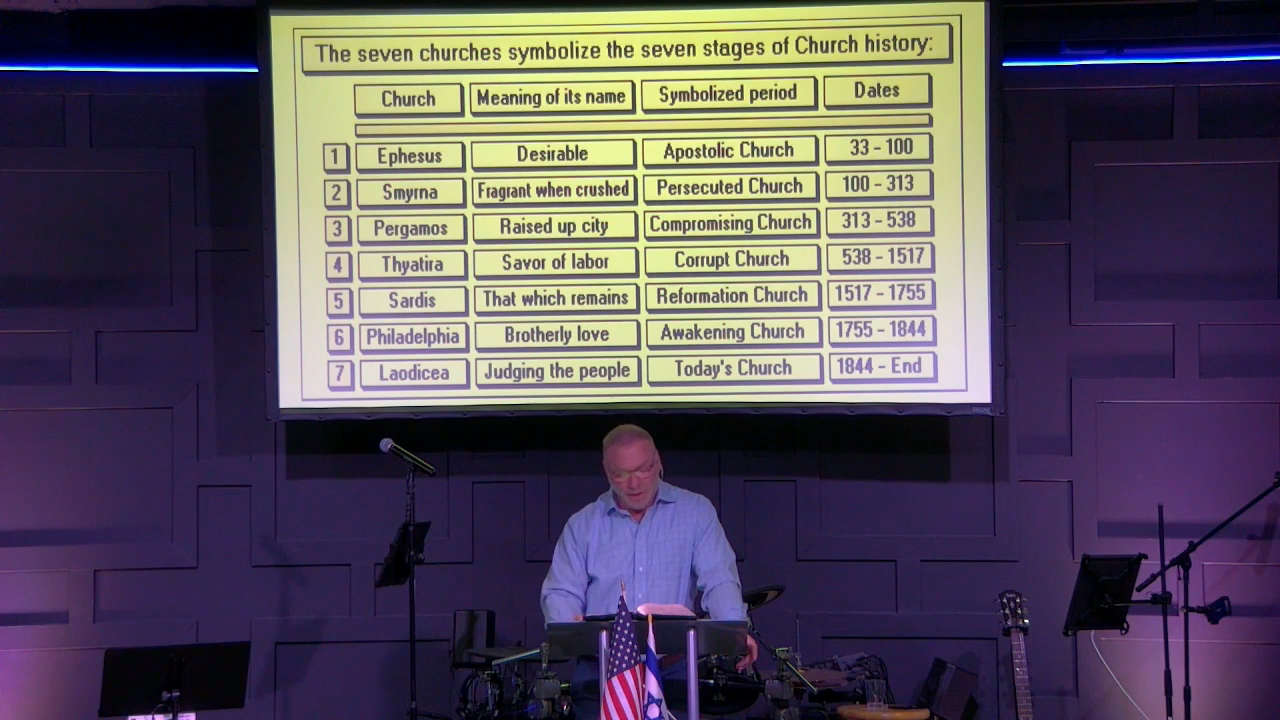 The seven churches symbolize the seven stages of Church history:
Church Meaning of its name Symbolized period Dates
1 Ephesus Desirable Apostolic Church 33 - 100
2 Smyrna Fragrant when crushed Persecuted Church 100 - 313
3 Pergamos Raised up city Compromising Church 313 - 538
4 Thyatira Savor of labor Corrupt Church 538 - 1517
5 Sardis That which remains Reformation Church 1517 - 1755
6 Philadelphia Brotherly love Awakening Church 1755 - 1844
7 Laodicea Judging the people Today's Church 1844 - End